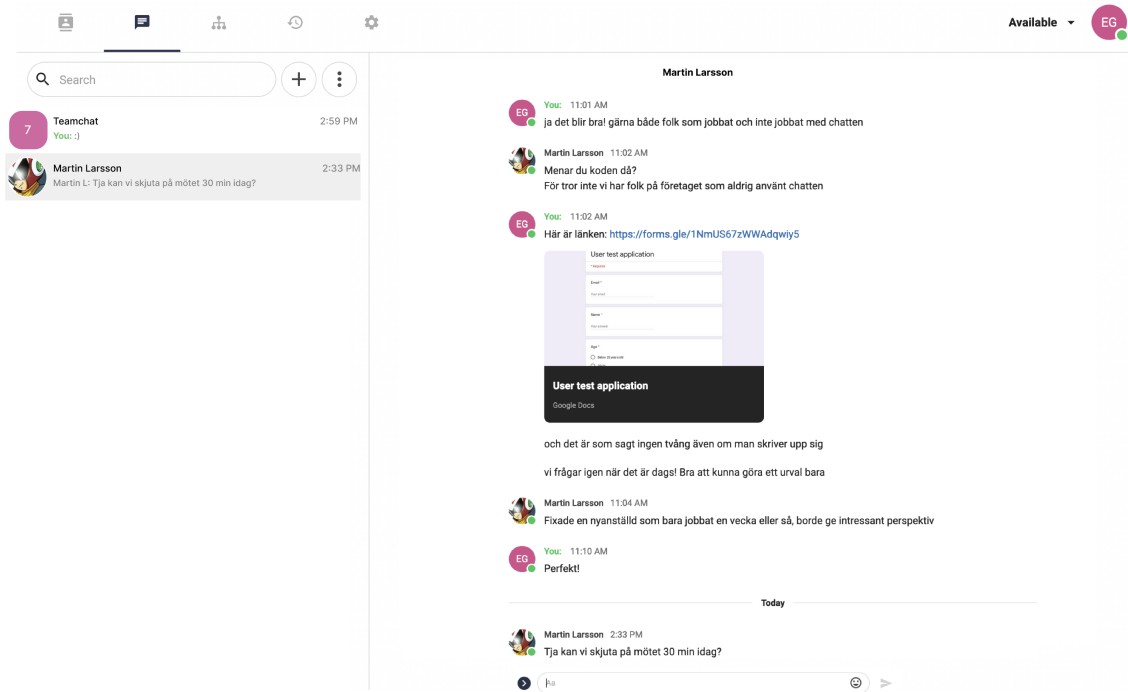 Available
EG
Search
7
Teamchat
2:59 PM
You: :)
Martin Larsson
2:33 PM
Martin L: Tja kan vi skjuta på mötet 30 min idag?
Martin Larsson
EG
You: 11:01 AM
ja det blir bra! gärna både folk som jobbat och inte jobbat med chatten
Martin Larsson 11:02 AM
Menar du koden då?
För tror inte vi har folk på företaget som aldrig använt chatten
EG
You: 11:02 AM
Här är länken: https://forms.gle/1NmUS67zWWAdqwiy5
User test application
* Required
Email *
Your email
Name *
Your answer
Age *
User test application
Google Docs
och det är som sagt ingen tvång även om man skriver upp sig
vi frågar igen när det är dags! Bra att kunna göra ett urval bara
Martin Larsson 11:04 AM
Fixade en nyanställd som bara jobbat en vecka eller så, borde ge intressant perspektiv
EG
You: 11:10 AM
Perfekt!
Today
Martin Larsson 2:33 PM
Tja kan vi skjuta på mötet 30 min idag?
Aa